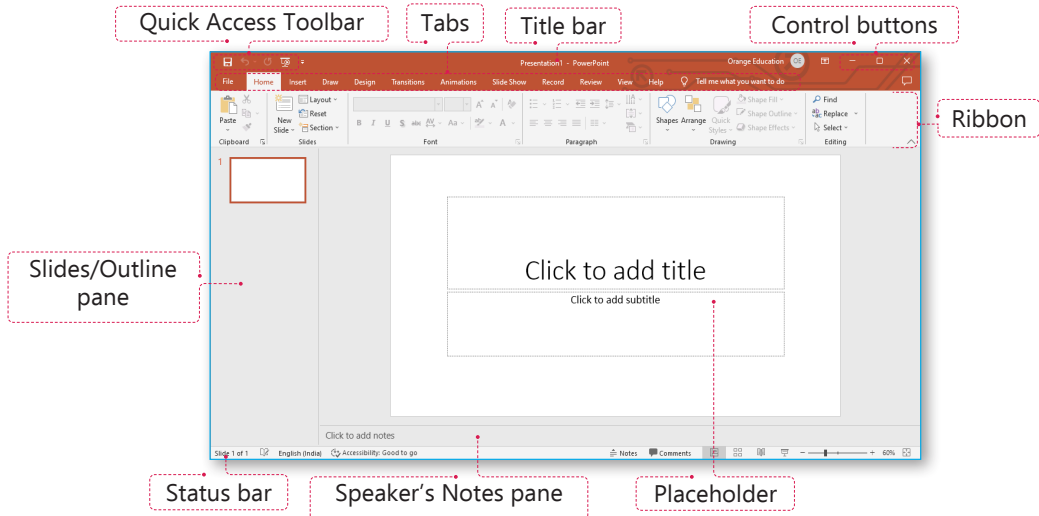 Quick Access Toolbar
Tabs
Title bar
Control buttons
Presentation1 - PowerPoint
Orange Education OE
File Home Insert Draw Design Transitions Animations Slide Show Record Review View Help Tell me what you want to do
Paste
New
Slide
Layout
Reset
Section
B I U S abc AV Aa A
A A A
Shapes Arrange Quick
Styles
Shape Fill
Shape Outline
Shape Effects
Find
Replace
Select
Clipboard Slides Font Paragraph Drawing Editing
Ribbon
1
Click to add title
Click to add subtitle
Slides/Outline
pane
Click to add notes
Slide 1 of 1 English (India) Accessibility: Good to go Notes Comments - + 60%
Status bar
Speaker's Notes pane
Placeholder